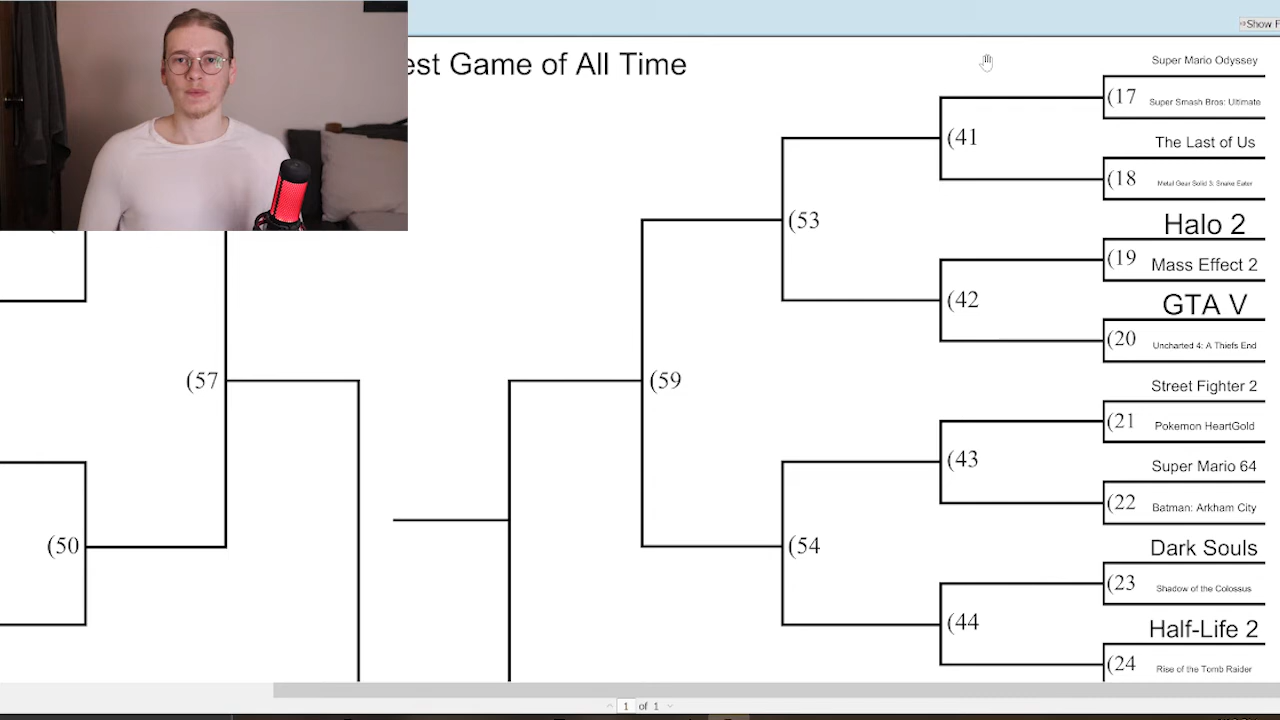 Show F
est Game of All Time
Super Mario Odyssey
(17
Super Smash Bros: Ultimate
(41
The Last of Us
(18
Metal Gear Solid 3: Snake Eater
(53
Halo 2
(19
Mass Effect 2
(42
GTA V
(20
Uncharted 4: A Thiefs End
(57
(59
Street Fighter 2
(21
Pokemon HeartGold
(43
Super Mario 64
(22
Batman: Arkham City
(50
(54
Dark Souls
(23
Shadow of the Colossus
(44
Half-Life 2
(24
Rise of the Tomb Raider
1 of 1